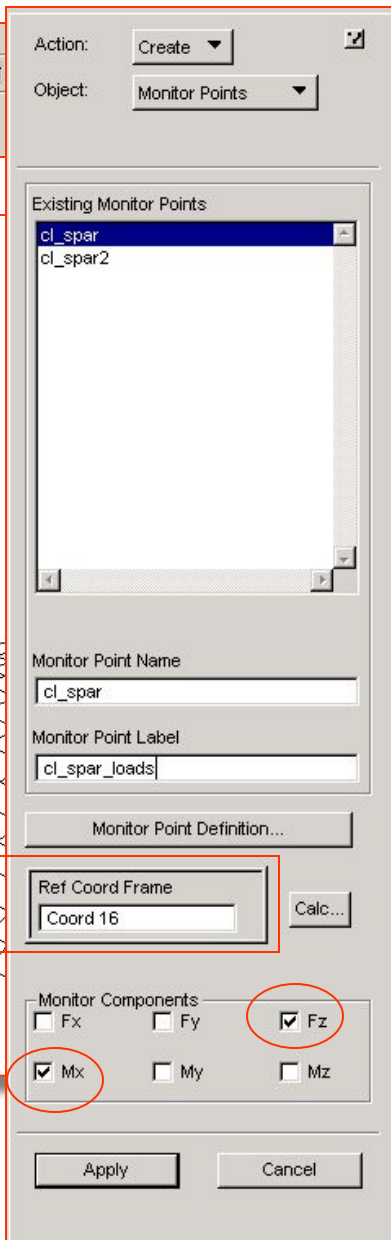 Action: Create
Object: Monitor Points
Existing Monitor Points
cl_spar
cl_spar2
Monitor Point Name
cl_spar
Monitor Point Label
cl_spar_loads
Monitor Point Definition...
Ref Coord Frame
Coord 16
Calc...
Monitor Components
Fx Fy Fz
Mx My Mz
Apply Cancel